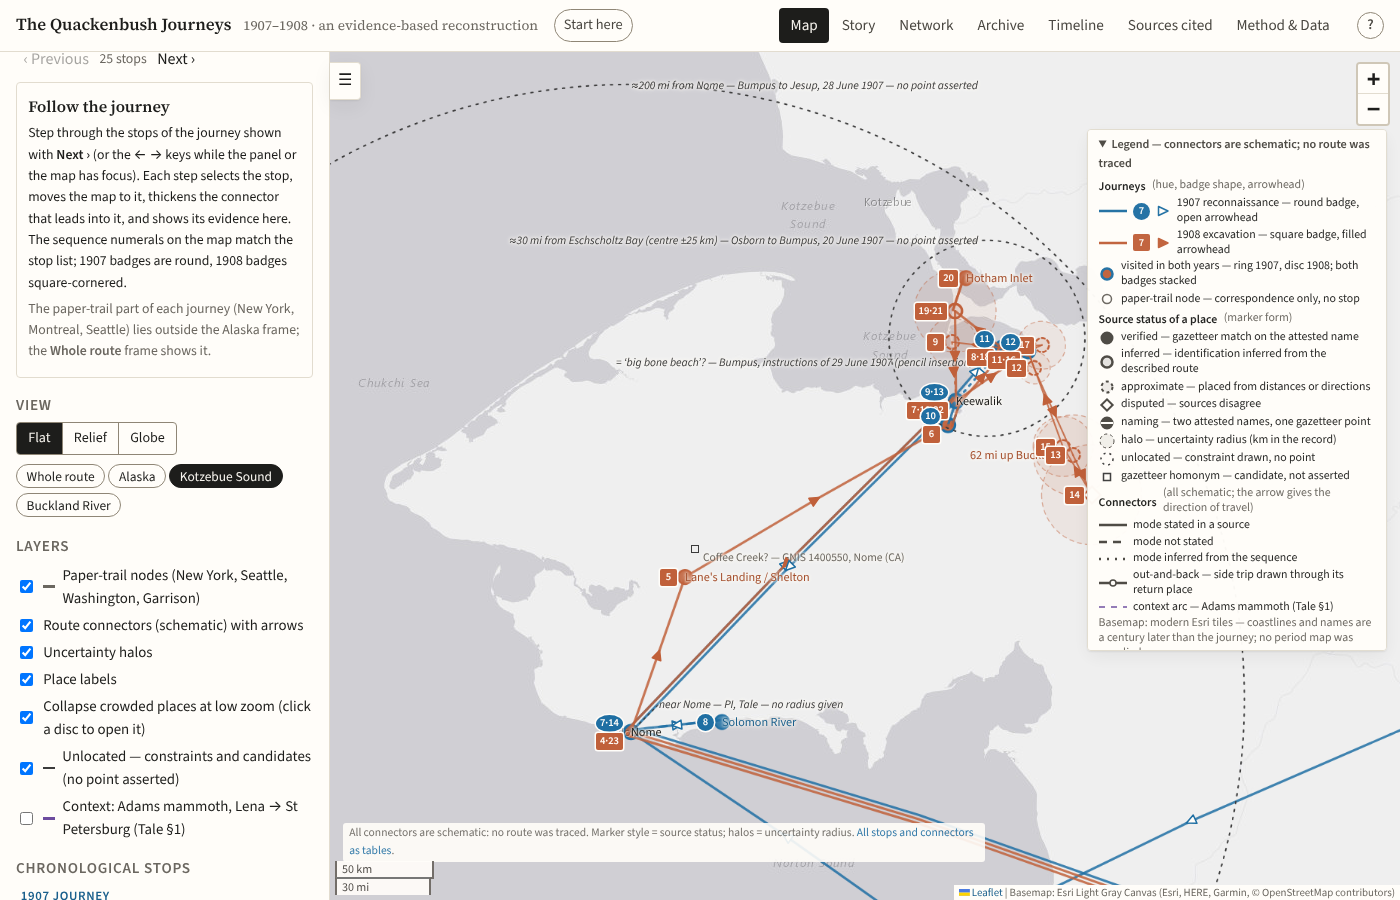 The Quackenbush Journeys 1907–1908 · an evidence-based reconstruction Start here Map Story Network Archive Timeline Sources cited Method & Data ?
‹ Previous 25 stops Next ›
Follow the journey
Step through the stops of the journey shown
with Next › (or the ← → keys while the panel or
the map has focus). Each step selects the stop,
moves the map to it, thickens the connector
that leads into it, and shows its evidence here.
The sequence numerals on the map match the
stop list; 1907 badges are round, 1908 badges
square-cornered.
The paper-trail part of each journey (New York,
Montreal, Seattle) lies outside the Alaska frame;
the Whole route frame shows it.
VIEW
Flat Relief Globe
Whole route Alaska Kotzebue Sound
Buckland River
LAYERS
Paper-trail nodes (New York, Seattle,
Washington, Garrison)
Route connectors (schematic) with arrows
Uncertainty halos
Place labels
Collapse crowded places at low zoom (click
a disc to open it)
Unlocated — constraints and candidates
(no point asserted)
Context: Adams mammoth, Lena → St
Petersburg (Tale §1)
CHRONOLOGICAL STOPS
1907 JOURNEY
☰
≈200 mi from Nome — Bumpus to Jesup, 28 June 1907 — no point asserted
Kotzebue
Sound
Kotzebue
≈30 mi from Eschscholtz Bay (centre ±25 km) — Osborn to Bumpus, 20 June 1907 — no point asserted
20
Hotham Inlet
19·21
Kotzebue
9
11
12
17
= ‘big bone beach’? — Bumpus, instructions of 29 June 1907 (pencil insertion
12
Chukchi Sea
9·13
Keewalik
10
6
62 mi up Buc
13
14
Coffee Creek? — GNIS 1400550, Nome (CA)
5
Lane's Landing / Shelton
near Nome — PI, Tale — no radius given
7·14
8
Solomon River
Nome
4·23
All connectors are schematic: no route was traced. Marker style = source status; halos = uncertainty radius. All stops and connectors
as tables.
Norton Sound
50 km
30 mi
+
−
▼ Legend — connectors are schematic; no route was
traced
Journeys (hue, badge shape, arrowhead)
7 1907 reconnaissance — round badge,
open arrowhead
7 1908 excavation — square badge, filled
arrowhead
visited in both years — ring 1907, disc 1908; both
badges stacked
paper-trail node — correspondence only, no stop
Source status of a place (marker form)
verified — gazetteer match on the attested name
inferred — identification inferred from the
described route
approximate — placed from distances or directions
disputed — sources disagree
naming — two attested names, one gazetteer point
halo — uncertainty radius (km in the record)
unlocated — constraint drawn, no point
gazetteer homonym — candidate, not asserted
Connectors (all schematic; the arrow gives the
direction of travel)
mode stated in a source
mode not stated
mode inferred from the sequence
out-and-back — side trip drawn through its
return place
context arc — Adams mammoth (Tale §1)
Basemap: modern Esri tiles — coastlines and names are
a century later than the journey; no period map was
Leaflet | Basemap: Esri Light Gray Canvas (Esri, HERE, Garmin, © OpenStreetMap contributors)